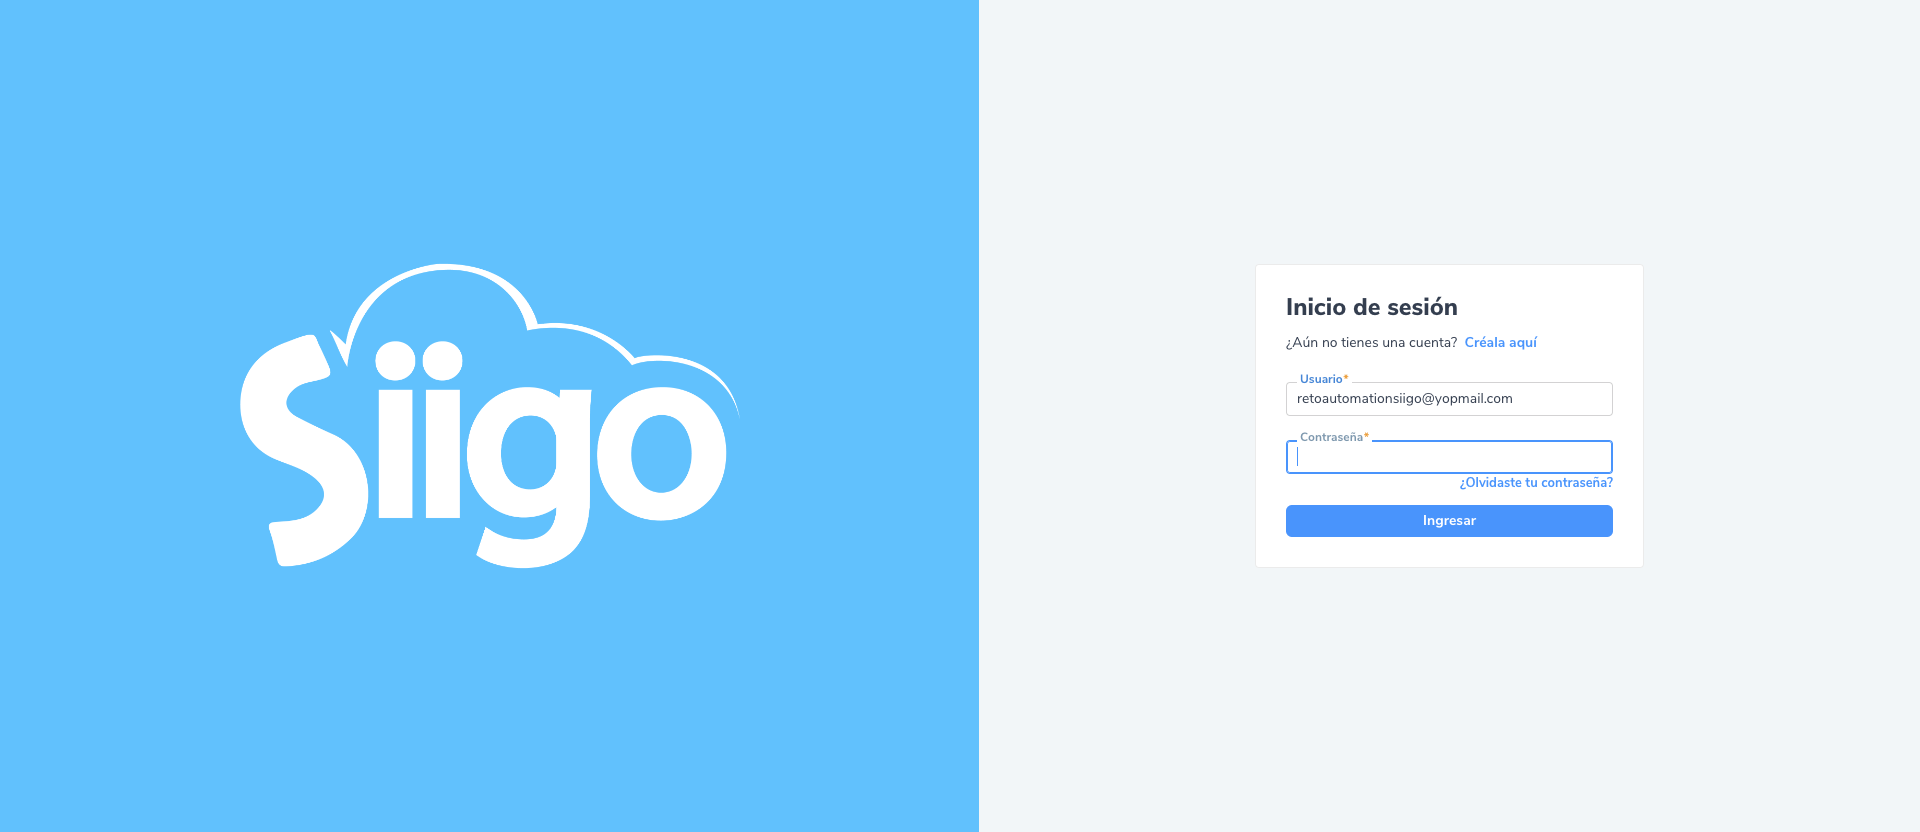 Siigo
Inicio de sesión
¿Aún no tienes una cuenta? Créala aquí
Usuario*
retoautomationsiigo@yopmail.com
Contraseña*
¿Olvidaste tu contraseña?
Ingresar